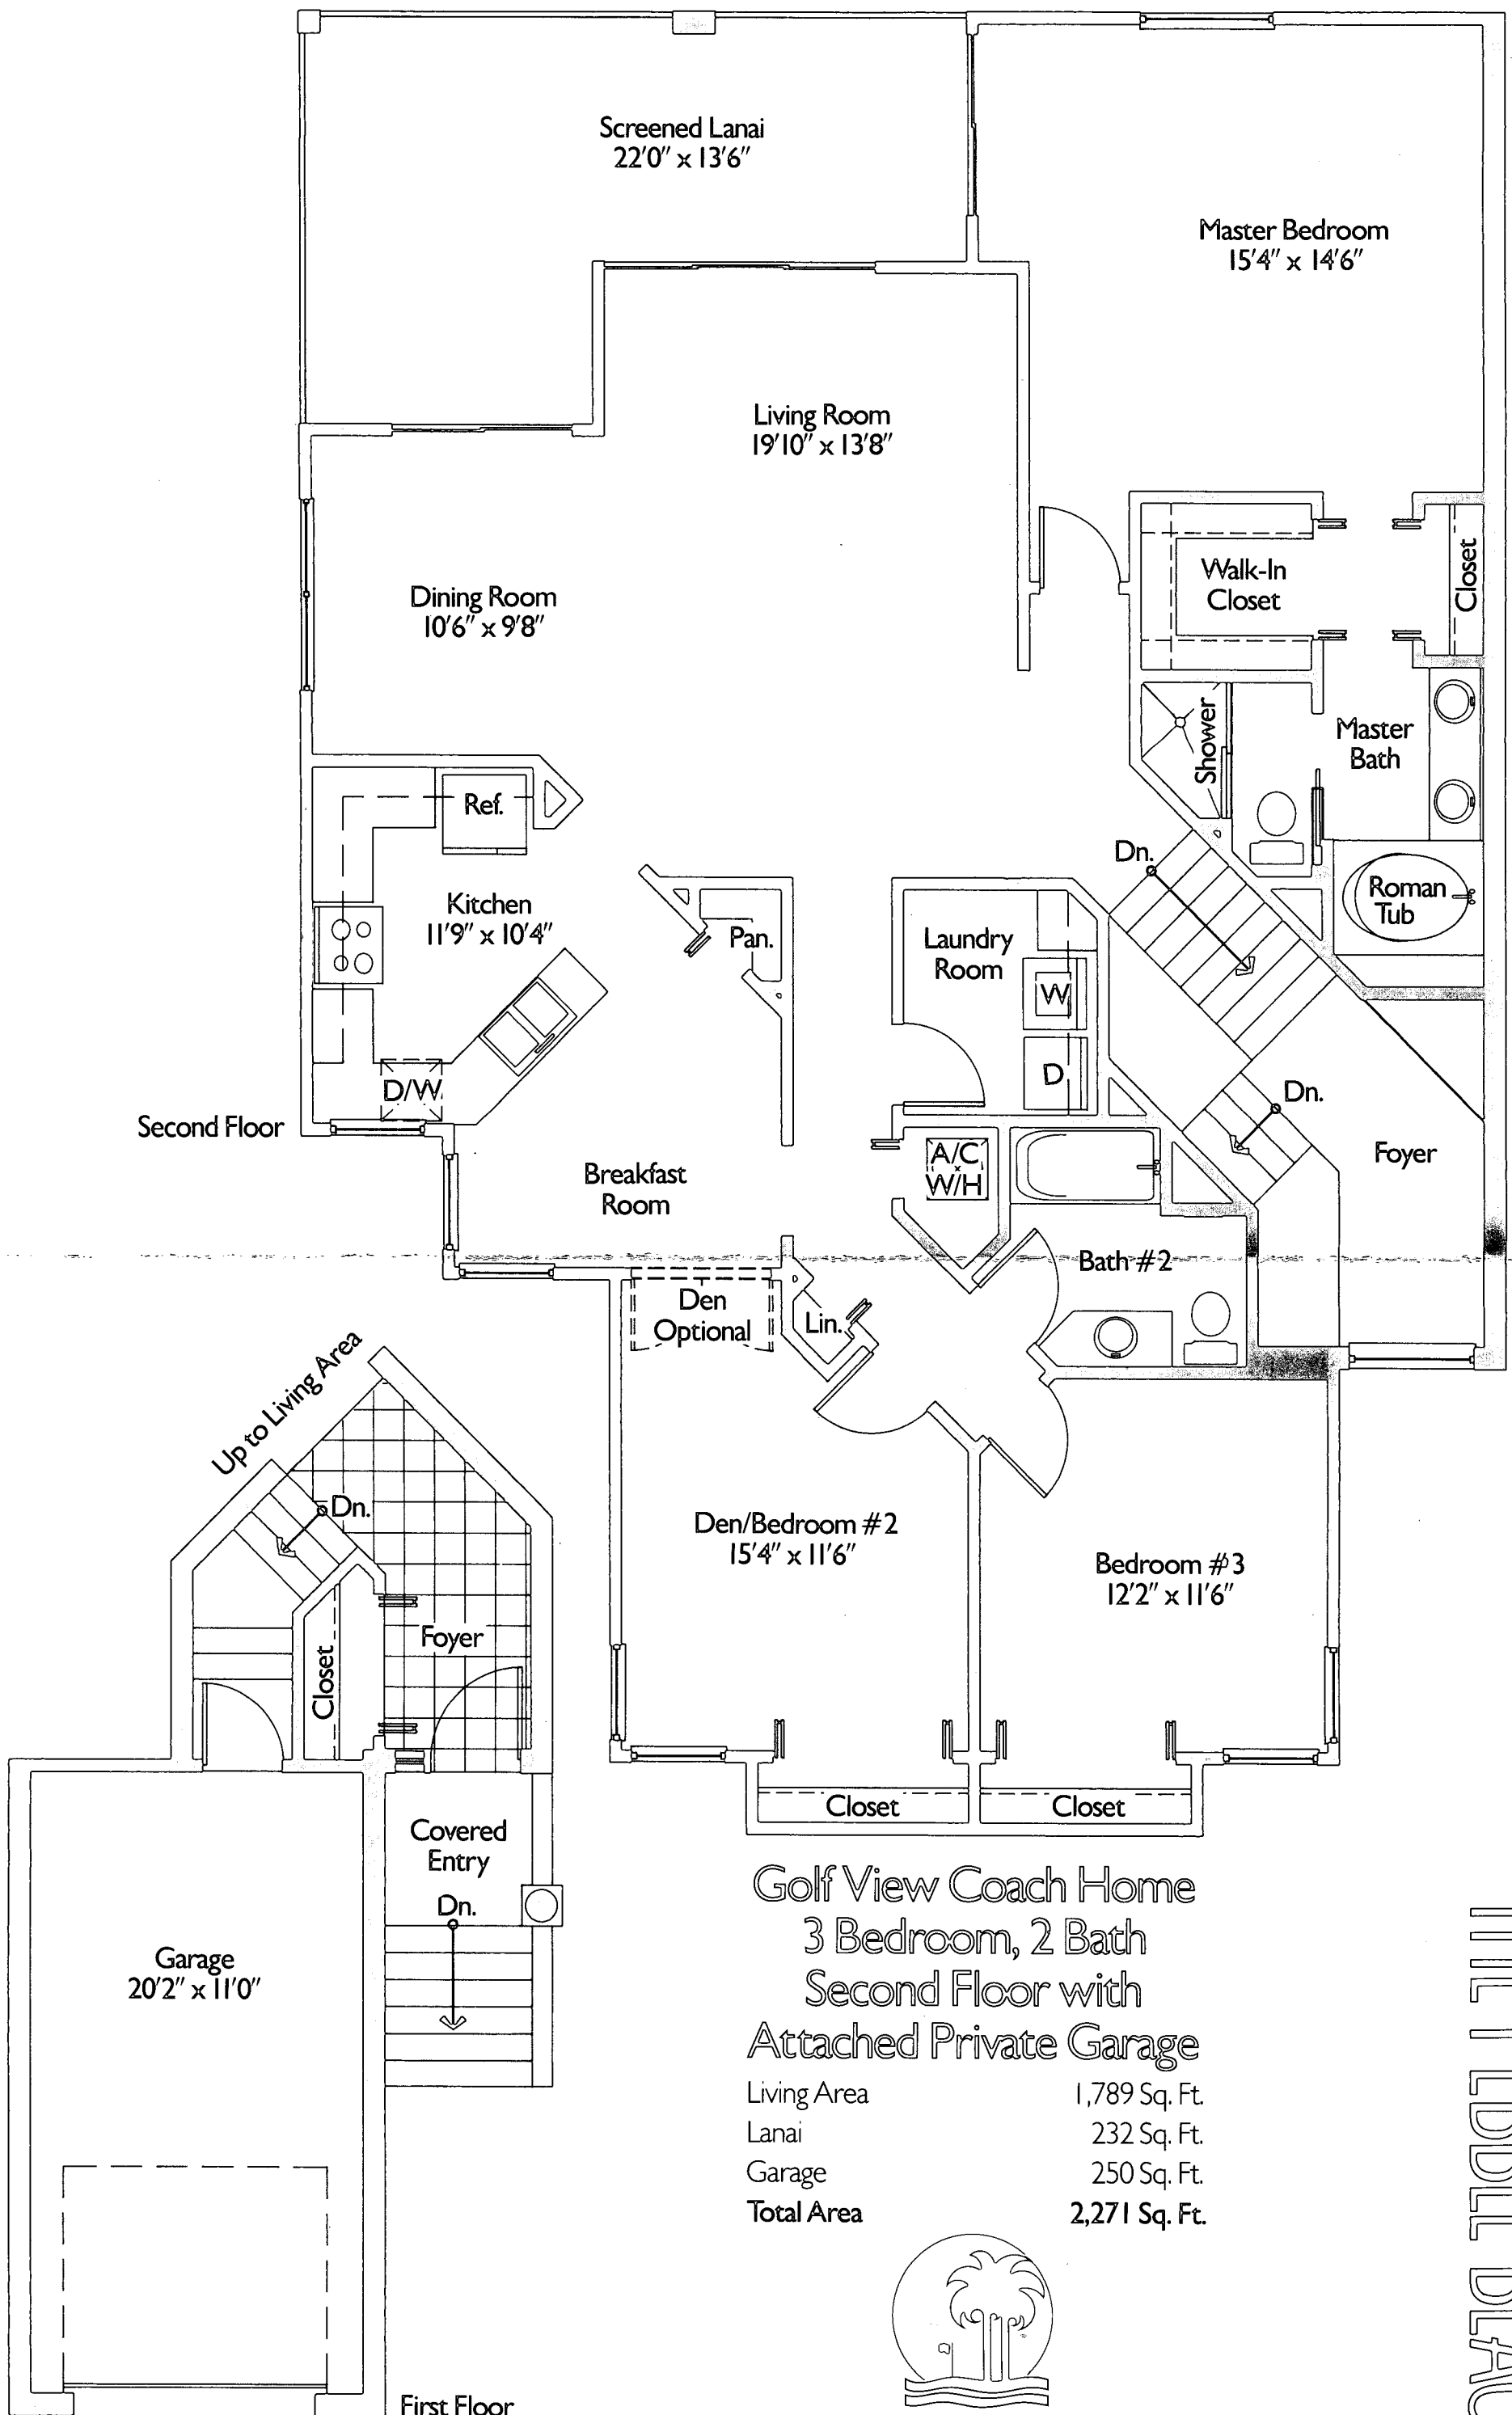 Screened Lanai
22'0" x 13'6"
Master Bedroom
15'4" x 14'6"
Living Room
19'10" x 13'8"
Dining Room
10'6" x 9'8"
Walk-In
Closet
Closet
Shower
Master
Bath
Ref.
Kitchen
11'9" x 10'4"
Pan.
Laundry
Room
W
D
Dn.
Roman
Tub
D/W
Second Floor
Breakfast
Room
A/C
W/H
Dn.
Foyer
Bath #2
Den
Optional
Lin.
Up to Living Area
Dn.
Den/Bedroom #2
15'4" x 11'6"
Bedroom #3
12'2" x 11'6"
Foyer
Closet
Closet
Closet
Covered
Entry
Dn.
Garage
20'2" x 11'0"
Golf View Coach Home
3 Bedroom, 2 Bath
Second Floor with
Attached Private Garage
Living Area 1,789 Sq. Ft.
Lanai 232 Sq. Ft.
Garage 250 Sq. Ft.
Total Area 2,271 Sq. Ft.
First Floor